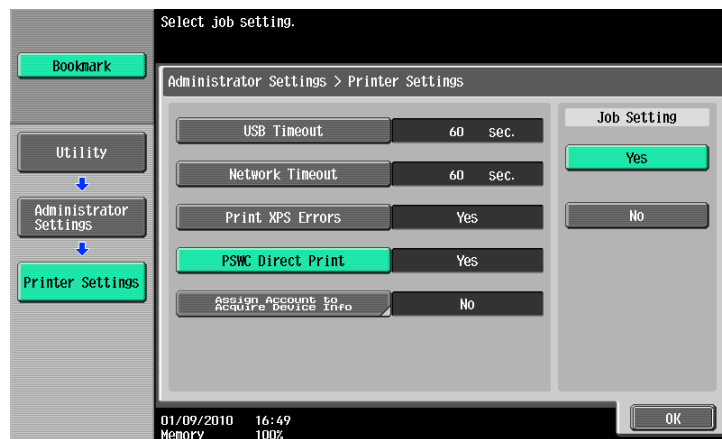 Select job setting.
Bookmark
Administrator Settings > Printer Settings
Utility
Administrator
Settings
Printer Settings
USB Timeout 60 sec.
Network Timeout 60 sec.
Print XPS Errors Yes
PSWC Direct Print Yes
Assign Account to
Acquire Device Info No
Job Setting
Yes
No
01/09/2010 16:49
Memory 100%
OK